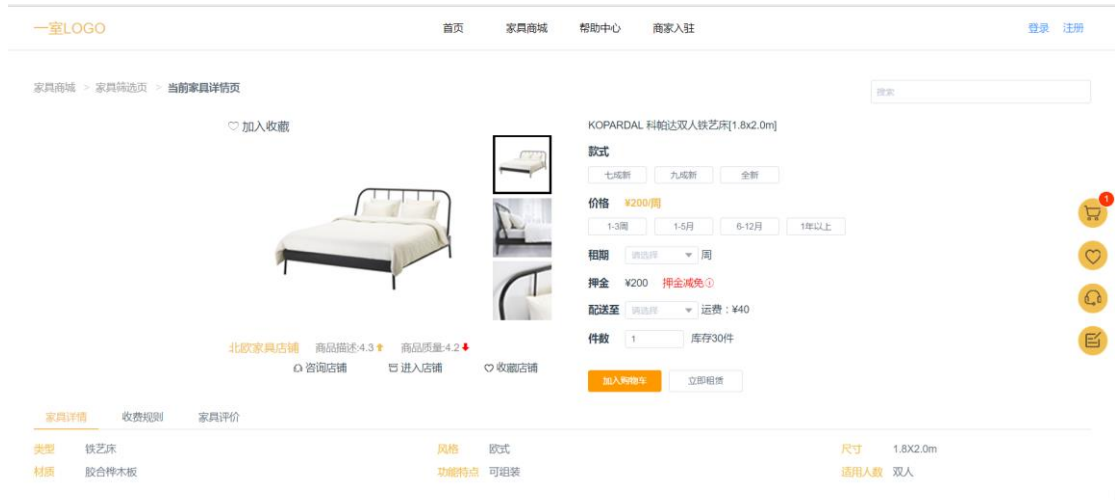 一室LOGO 首页 家具商城 帮助中心 商家入驻 登录 注册
家具商城 > 家具筛选页 > 当前家具详情页 搜索
加入收藏
KOPARDAL 科帕达双人铁艺床[1.8x2.0m]
款式
七成新 九成新 全新
价格 ¥200/周
1-3周 1-5月 6-12月 1年以上
租期 请选择 周
押金 ¥200 押金减免
配送至 请选择 运费：¥40
件数 1 库存30件
加入购物车 立即租赁
1
北欧家具店铺 商品描述:4.3 商品质量:4.2
咨询店铺 进入店铺 收藏店铺
家具详情 收费规则 家具评价
类型 铁艺床 风格 欧式 尺寸 1.8X2.0m
材质 胶合桦木板 功能特点 可组装 适用人数 双人